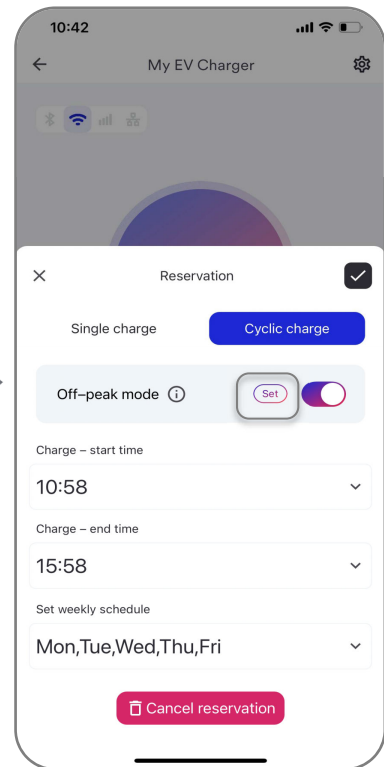 10:42
My EV Charger
Reservation
Single charge
Cyclic charge
Off-peak mode
Set
Charge – start time
10:58
Charge – end time
15:58
Set weekly schedule
Mon,Tue,Wed,Thu,Fri
Cancel reservation